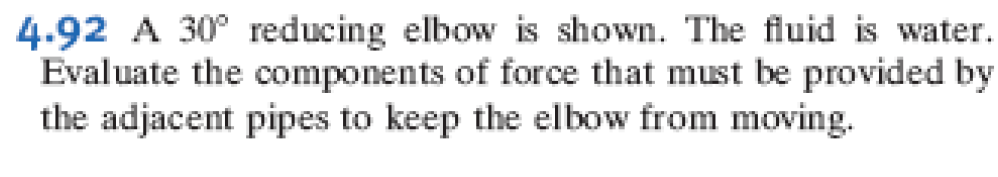 4.92 A 30° reducing elbow is shown. The fluid is water.
Evaluate the components of force that must be provided by
the adjacent pipes to keep the elbow from moving.